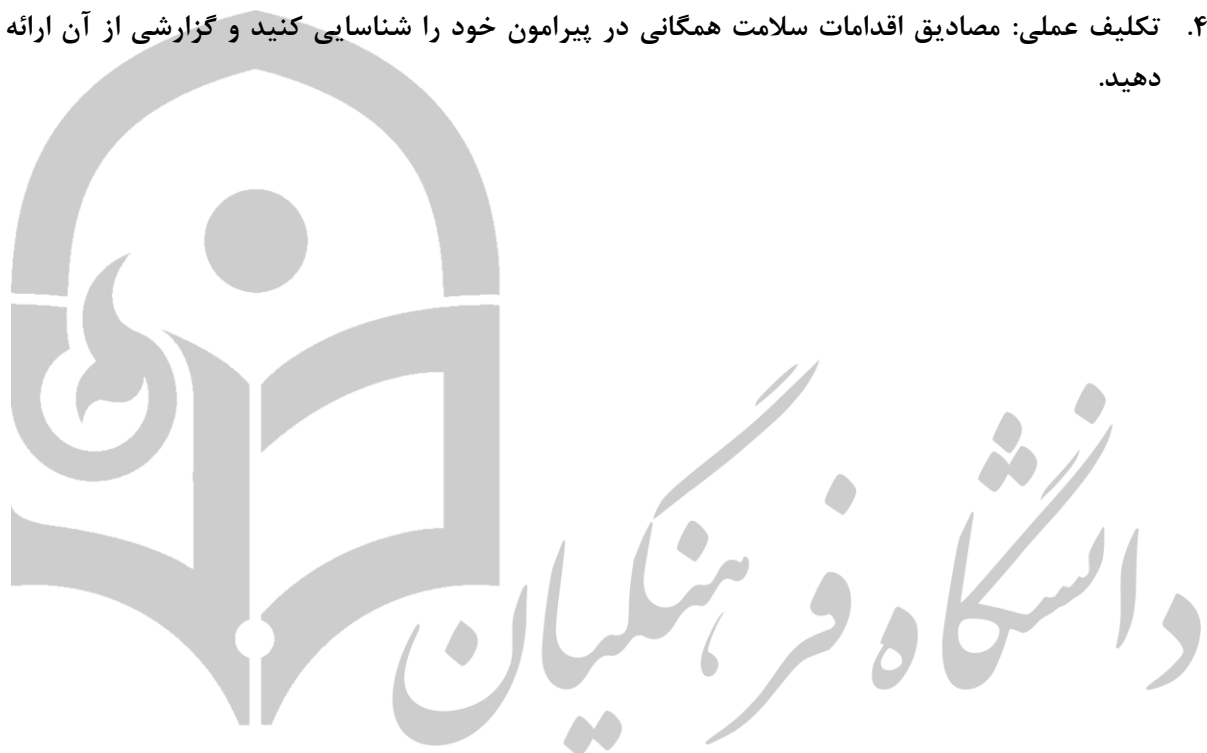 ۴. تکلیف عملی: مصادیق اقدامات سلامت همگانی در پیرامون خود را شناسایی کنید و گزارشی از آن ارائه
دهید.
دانشگاه فرهنگیان